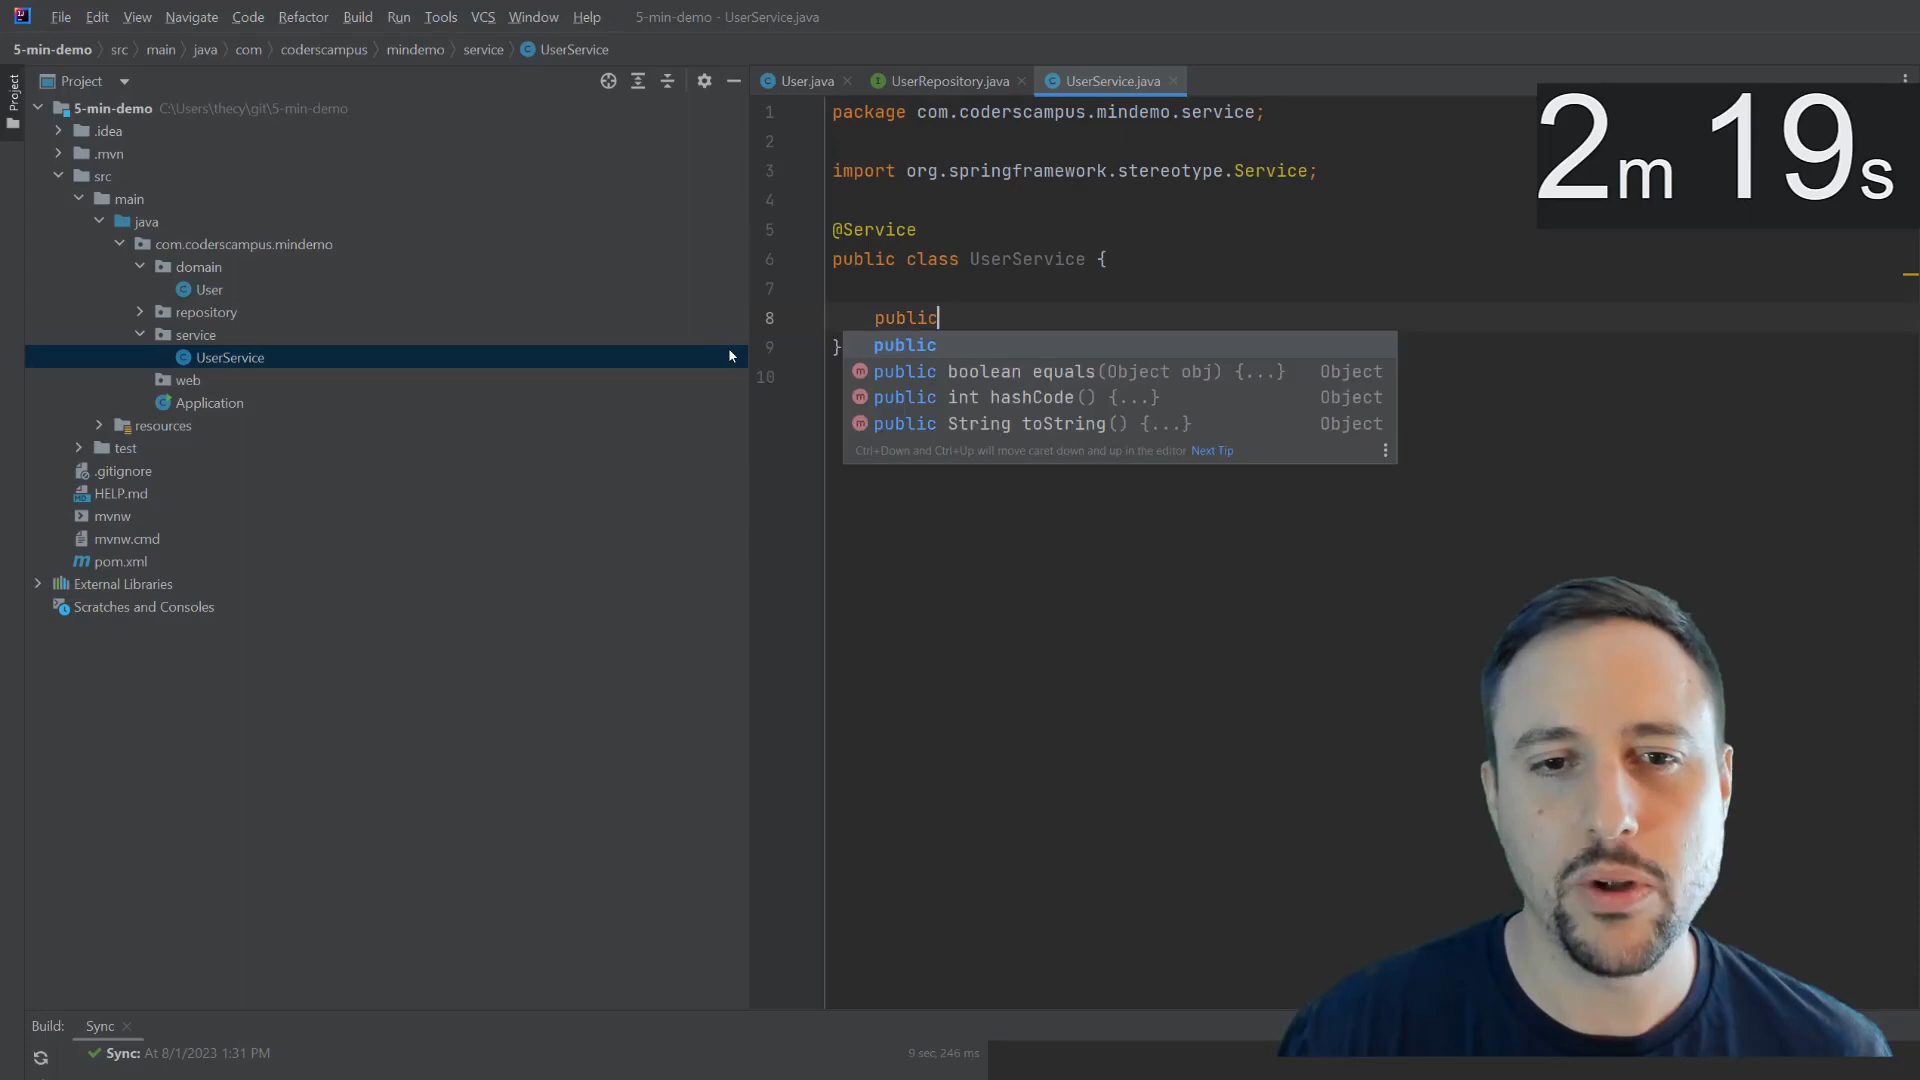 File Edit View Navigate Code Refactor Build Run Tools VCS Window Help 5-min-demo - UserService.java
5-min-demo src main java com coderscampus mindemo service UserService
Project
Project
User.java
UserRepository.java
UserService.java
5-min-demo C:\Users\thecy\git\5-min-demo
.idea
.mvn
src
main
java
com.coderscampus.mindemo
domain
User
repository
service
UserService
web
Application
resources
test
.gitignore
HELP.md
mvnw
mvnw.cmd
pom.xml
External Libraries
Scratches and Consoles
1 package com.coderscampus.mindemo.service;
2
3 import org.springframework.stereotype.Service;
4
5 @Service
6 public class UserService {
7
8 public
9 }
10
public
public boolean equals(Object obj) {...} Object
public int hashCode() {...} Object
public String toString() {...} Object
Ctrl+Down and Ctrl+Up will move caret down and up in the editor Next Tip
2m 19s
Build: Sync
Sync: At 8/1/2023 1:31 PM 9 sec, 246 ms